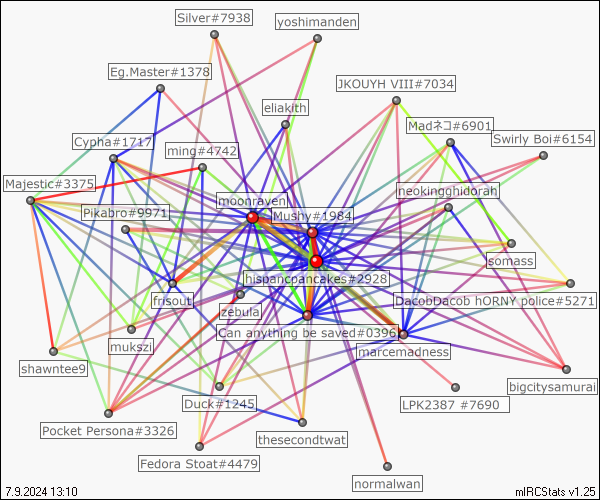 Silver#7938
yoshimanden
Eg.Master#1378
JKOUYH VIII#7034
eliakith
Madネコ#6901
Swirly Boi#6154
Cypha#1717
ming#4742
Majestic#3375
neokingghidorah
moonraven
Pikabro#9971
Mushy#1984
somass
hispancpancakes#2928
frisout
DacobDacob hORNY police#5271
zebula
Can anything be saved#0396
mukszi
marcemadness
shawntee9
bigcitysamurai
Duck#1245
LPK2387 #7690
Pocket Persona#3326
thesecondtwat
Fedora Stoat#4479
normalwan
7.9.2024 13:10
mIRCStats v1.25